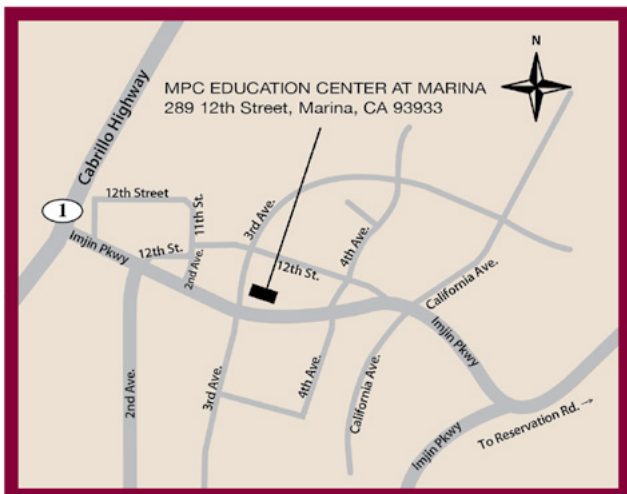 N
MPC EDUCATION CENTER AT MARINA
289 12th Street, Marina, CA 93933
Cabrillo Highway
1
12th Street
11th St.
3rd Ave.
Imjin Pkwy
12th St.
2nd Ave.
12th St.
4th Ave.
California Ave.
Imjin Pkwy
2nd Ave.
3rd Ave.
4th Ave.
California Ave.
Imjin Pkwy
To Reservation Rd. →